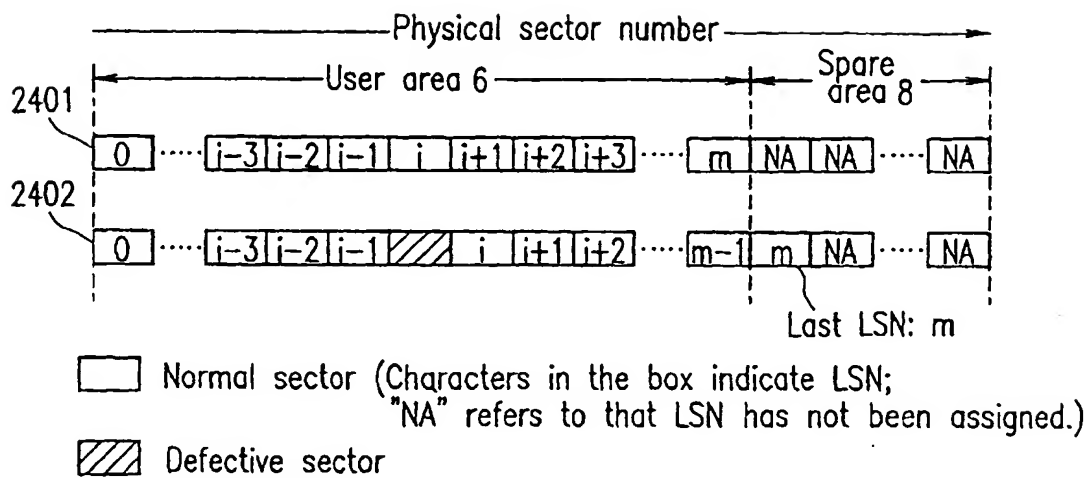 Physical sector number
User area 6
Spare area 8
2401
0 ····· i-3 i-2 i-1 i i+1 i+2 i+3 ····· m NA NA ····· NA
2402
0 ····· i-3 i-2 i-1 i i+1 i+2 ····· m-1 m NA ····· NA
Last LSN: m
Normal sector (Characters in the box indicate LSN;
"NA" refers to that LSN has not been assigned.)
Defective sector